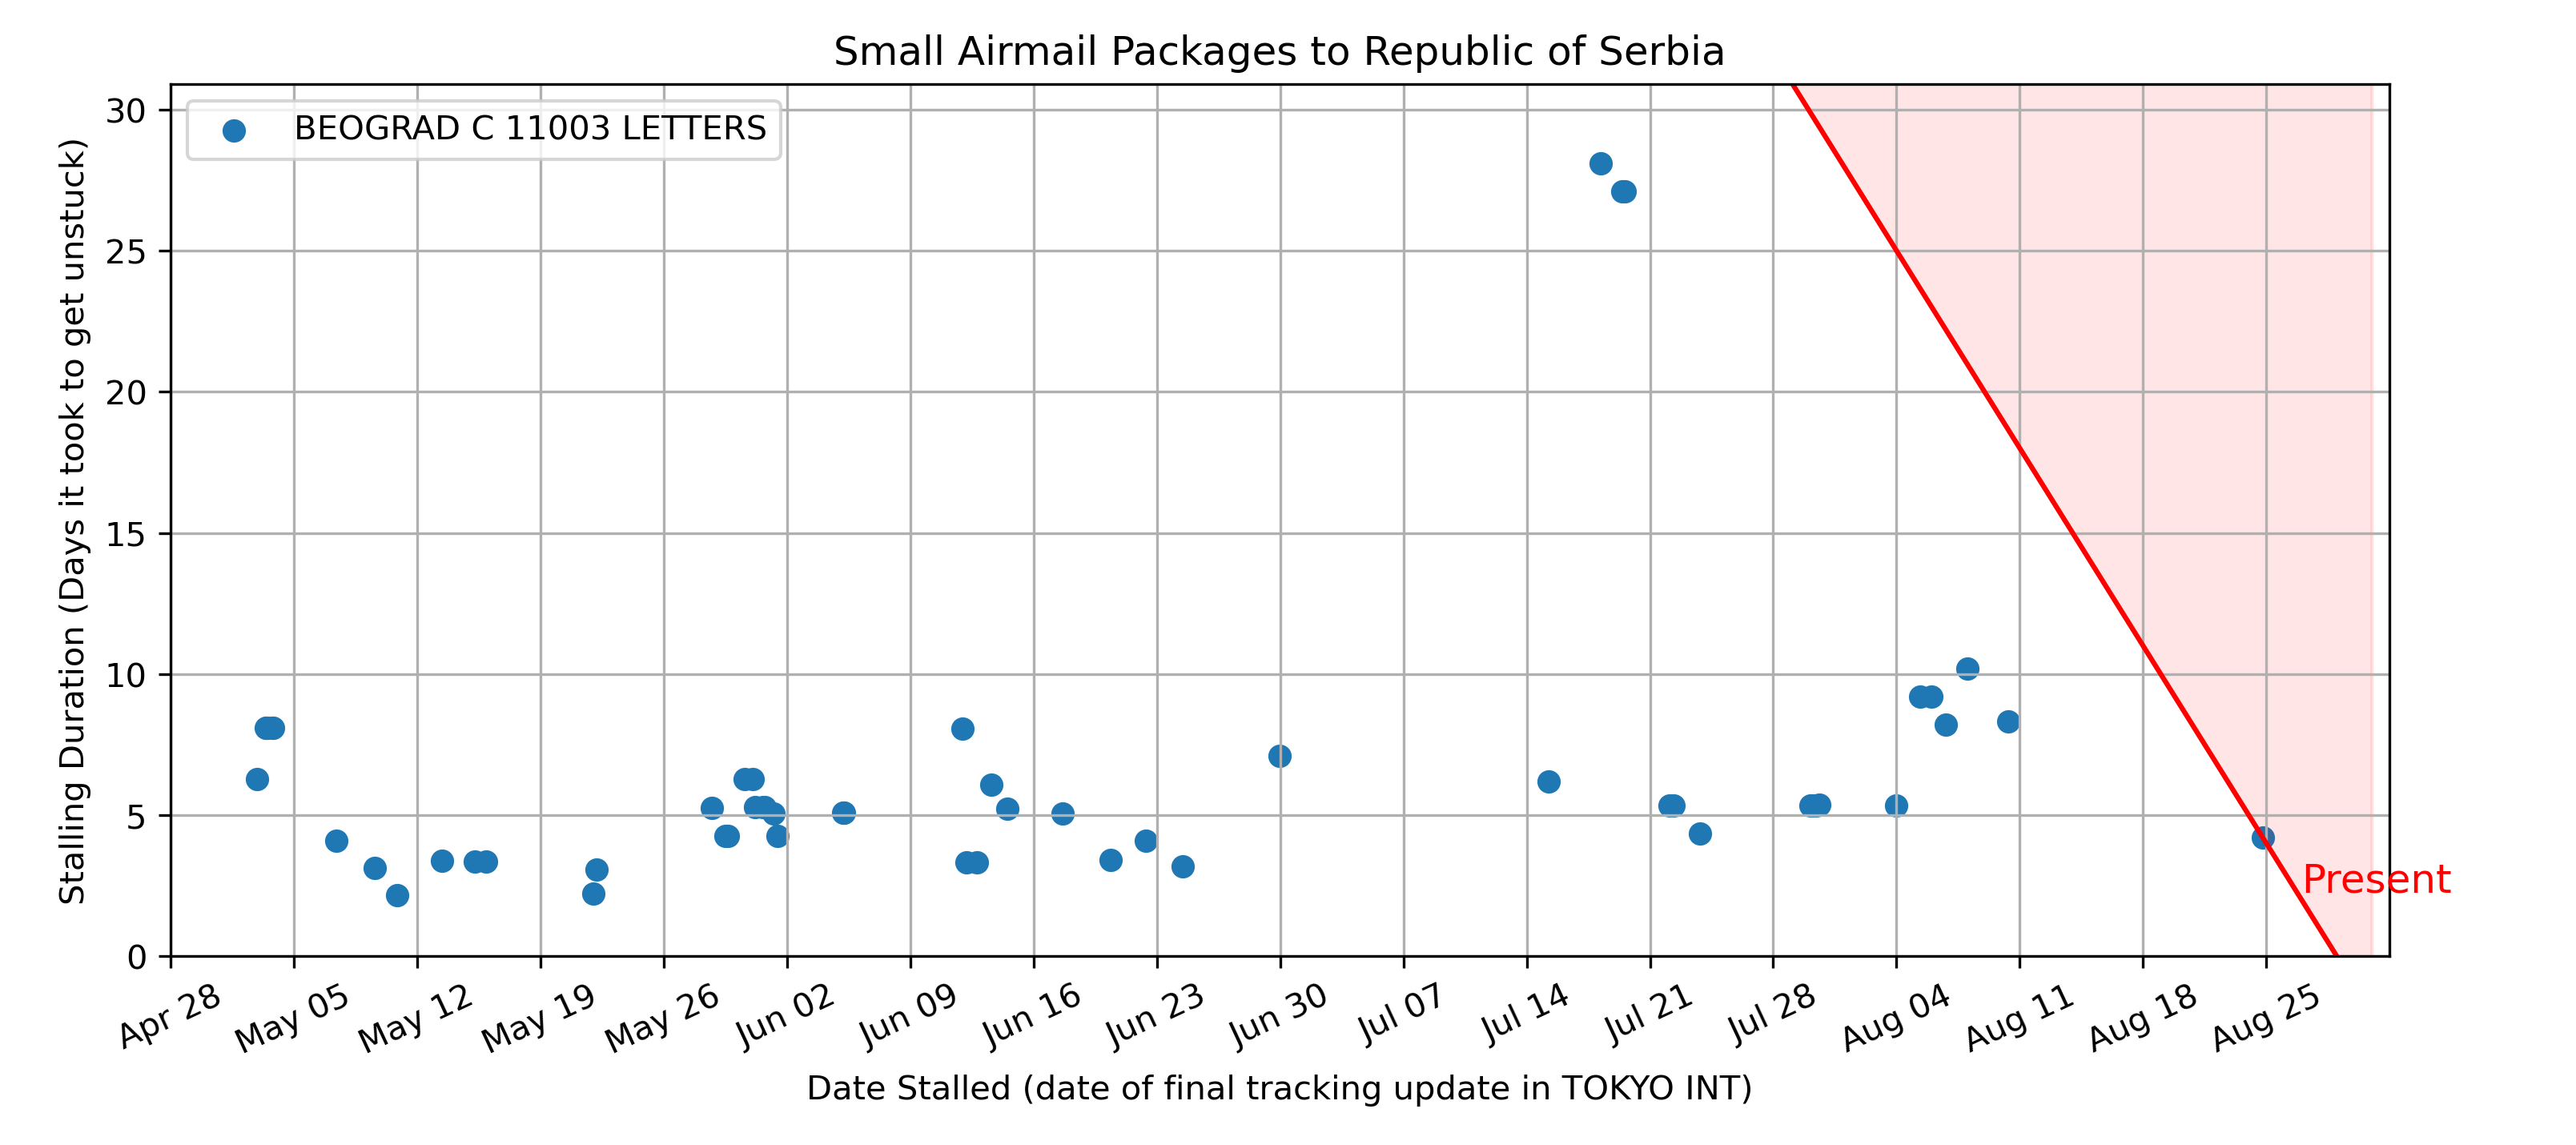 Small Airmail Packages to Republic of Serbia
BEOGRAD C 11003 LETTERS
Stalling Duration (Days it took to get unstuck)
30
25
20
15
10
5
0
Present
Apr 28
May 05
May 12
May 19
May 26
Jun 02
Jun 09
Jun 16
Jun 23
Jun 30
Jul 07
Jul 14
Jul 21
Jul 28
Aug 04
Aug 11
Aug 18
Aug 25
Date Stalled (date of final tracking update in TOKYO INT)